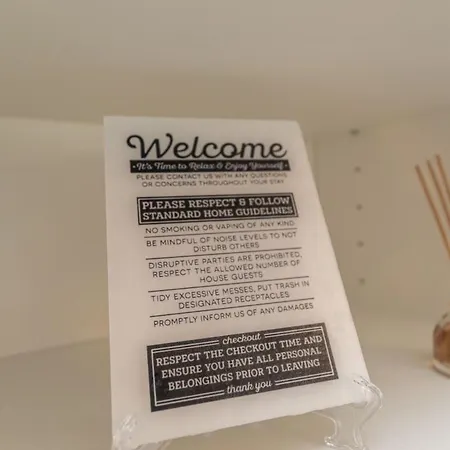 Welcome
• It's Time to Relax & Enjoy Yourself •
PLEASE CONTACT US WITH ANY QUESTIONS
OR CONCERNS THROUGHOUT YOUR STAY
PLEASE RESPECT & FOLLOW
STANDARD HOME GUIDELINES
NO SMOKING OR VAPING OF ANY KIND
BE MINDFUL OF NOISE LEVELS TO NOT
DISTURB OTHERS
DISRUPTIVE PARTIES ARE PROHIBITED,
RESPECT THE ALLOWED NUMBER OF
HOUSE GUESTS
TIDY EXCESSIVE MESSES, PUT TRASH IN
DESIGNATED RECEPTACLES
PROMPTLY INFORM US OF ANY DAMAGES
checkout
RESPECT THE CHECKOUT TIME AND
ENSURE YOU HAVE ALL PERSONAL
BELONGINGS PRIOR TO LEAVING
thank you